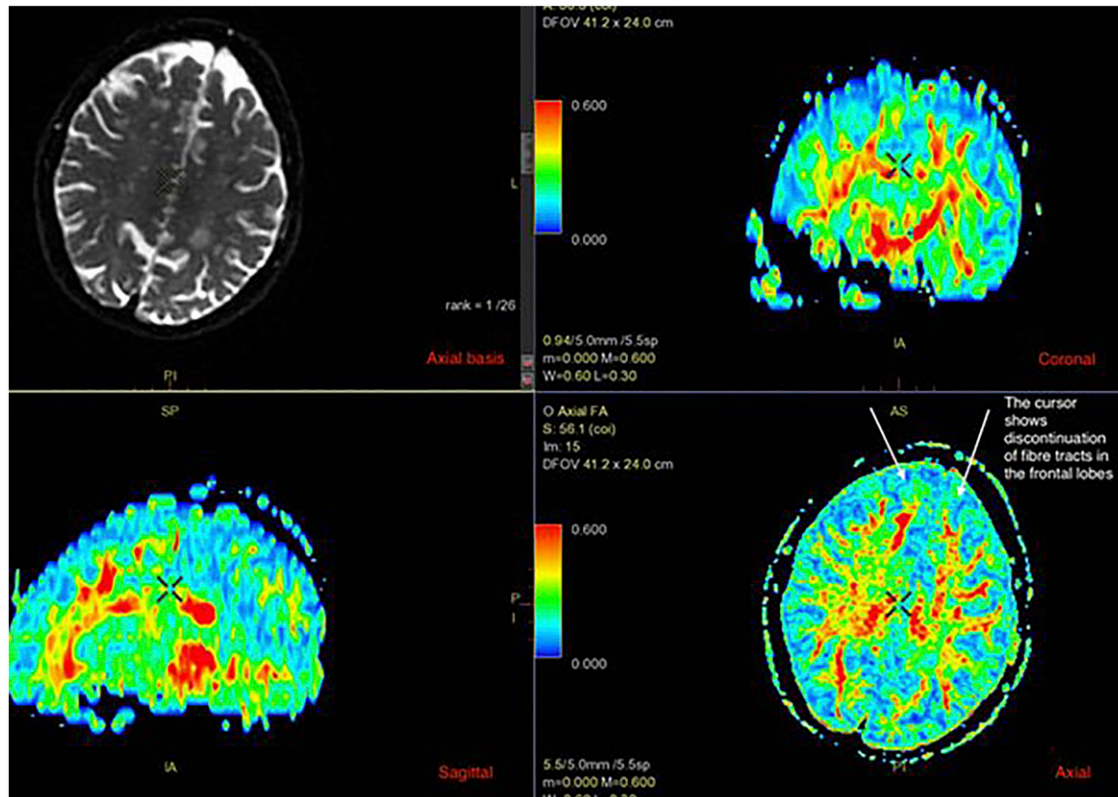 DFOV 41.2 x 24.0 cm
0.600
L
0.000
rank = 1 /26
Axial basis
PI
0.94/5.0mm /5.5sp
m=0.000 M=0.600
W=0.60 L=0.30
IA
Coronal
SP
P
I
IA
Sagittal
O Axial FA
S: 56.1 (coi)
Im: 15
DFOV 41.2 x 24.0 cm
AS
The cursor
shows
discontinuation
of fibre tracts in
the frontal lobes
0.600
0.000
5.5/5.0mm /5.5sp
m=0.000 M=0.600
Axial